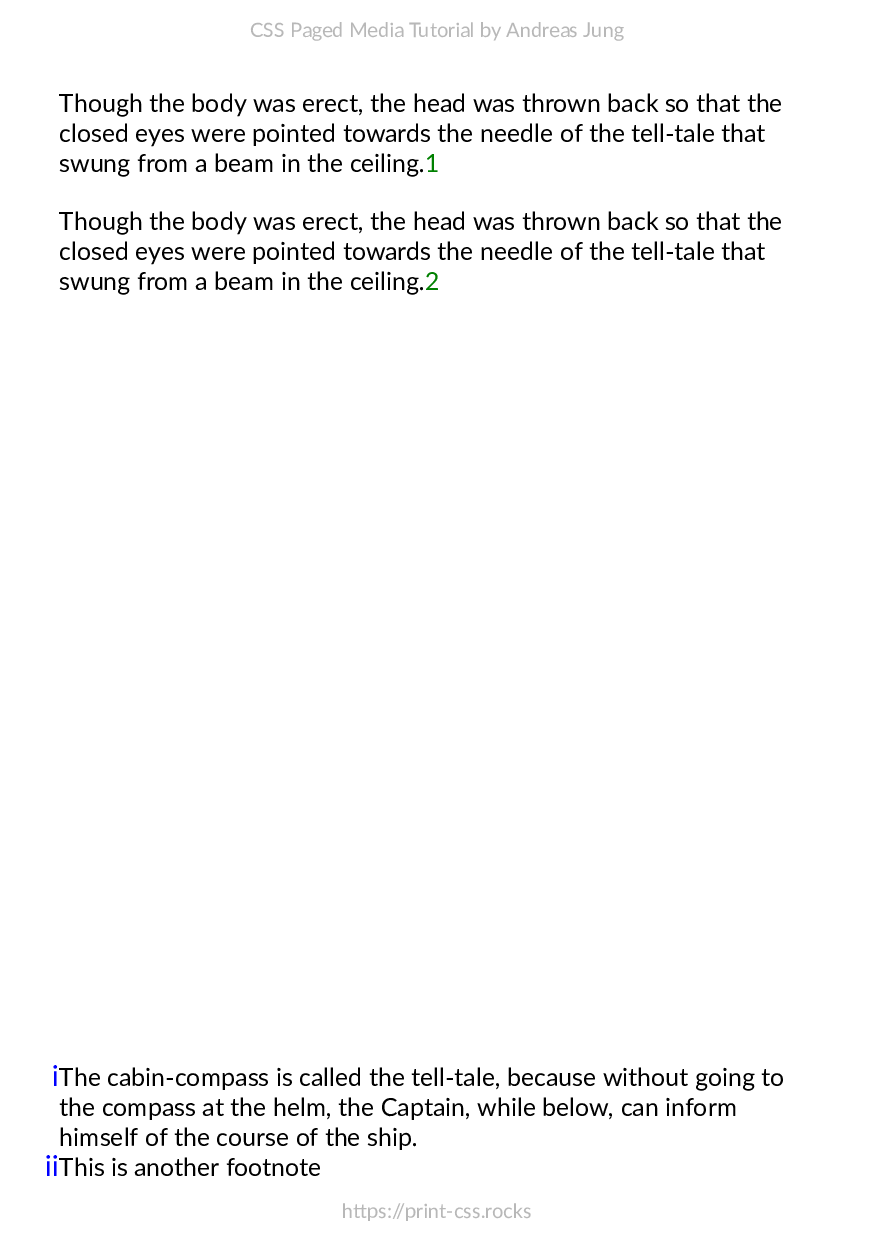 CSS Paged Media Tutorial by Andreas Jung
Though the body was erect, the head was thrown back so that the
closed eyes were pointed towards the needle of the tell-tale that
swung from a beam in the ceiling.1
Though the body was erect, the head was thrown back so that the
closed eyes were pointed towards the needle of the tell-tale that
swung from a beam in the ceiling.2
iThe cabin-compass is called the tell-tale, because without going to
the compass at the helm, the Captain, while below, can inform
himself of the course of the ship.
iiThis is another footnote
https://print-css.rocks